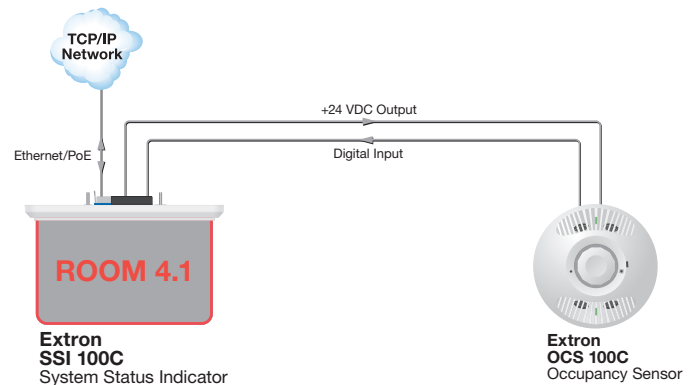 TCP/IP
Network
+24 VDC Output
Ethernet/PoE
Digital Input
ROOM 4.1
Extron
SSI 100C
System Status Indicator
Extron
OCS 100C
Occupancy Sensor